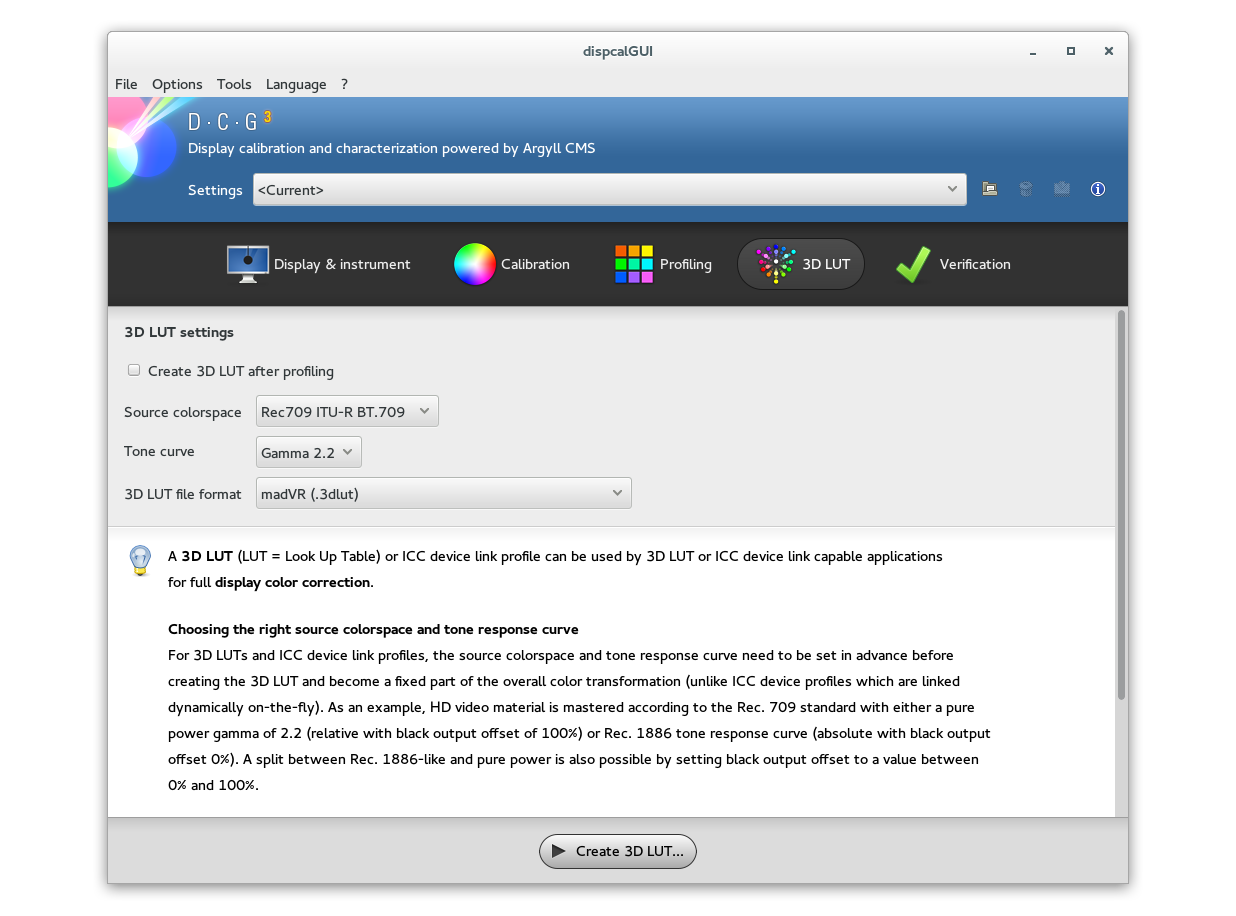 dispcalGUI
File Options Tools Language ?
D · C · G 3
Display calibration and characterization powered by Argyll CMS
Settings <Current>
Display & instrument Calibration Profiling 3D LUT Verification
3D LUT settings
Create 3D LUT after profiling
Source colorspace Rec709 ITU-R BT.709
Tone curve Gamma 2.2
3D LUT file format madVR (.3dlut)
A 3D LUT (LUT = Look Up Table) or ICC device link profile can be used by 3D LUT or ICC device link capable applications
for full display color correction.
Choosing the right source colorspace and tone response curve
For 3D LUTs and ICC device link profiles, the source colorspace and tone response curve need to be set in advance before
creating the 3D LUT and become a fixed part of the overall color transformation (unlike ICC device profiles which are linked
dynamically on-the-fly). As an example, HD video material is mastered according to the Rec. 709 standard with either a pure
power gamma of 2.2 (relative with black output offset of 100%) or Rec. 1886 tone response curve (absolute with black output
offset 0%). A split between Rec. 1886-like and pure power is also possible by setting black output offset to a value between
0% and 100%.
Create 3D LUT...